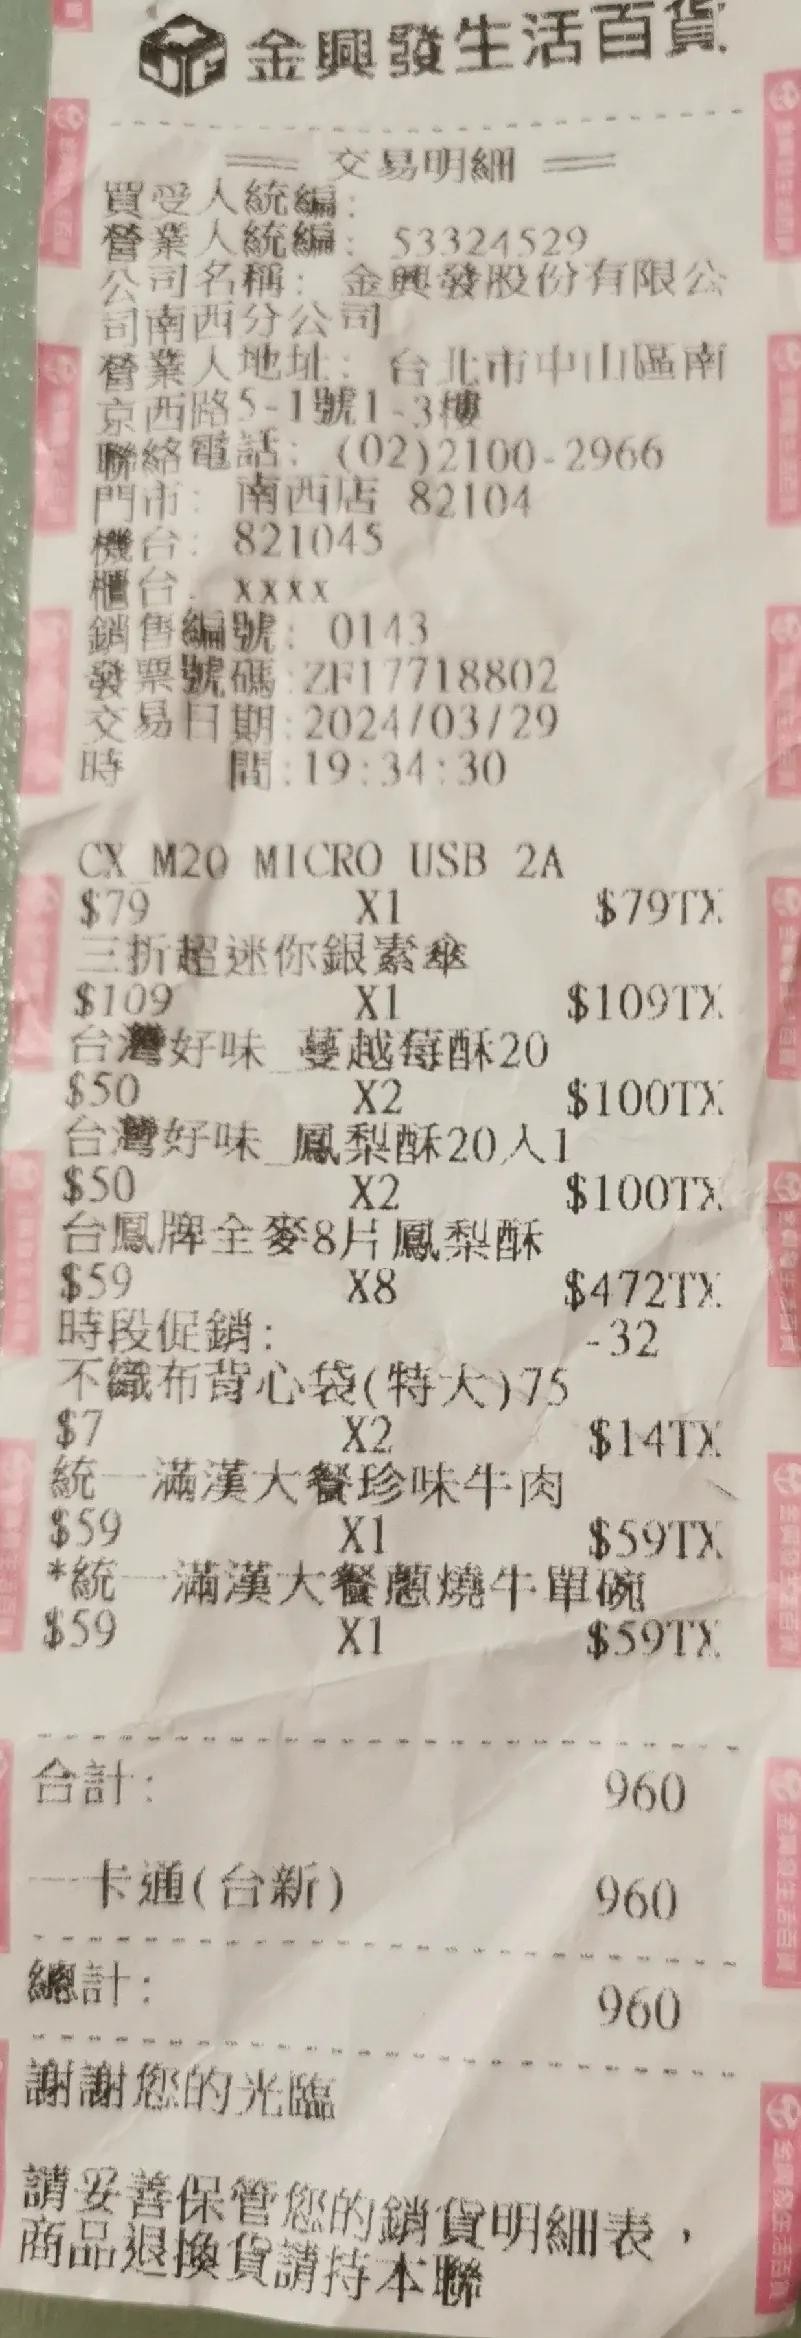 金興發生活百貨
== 交易明細 ==
買受人統編:
營業人統編: 53324529
公司名稱: 金興發股份有限公
司南西分公司
營業人地址: 台北市中山區南
京西路5-1號1-3樓
聯絡電話: (02)2100-2966
門市: 南西店 82104
機台: 821045
櫃台: xxxx
銷售編號: 0143
發票號碼:ZF17718802
交易日期:2024/03/29
時 間:19:34:30
CX_M20 MICRO USB 2A
$79 X1 $79TX
三折超迷你銀素傘
$109 X1 $109TX
台灣好味_蔓越莓酥20
$50 X2 $100TX
台灣好味_鳳梨酥20入1
$50 X2 $100TX
台鳳牌全麥8片鳳梨酥
$59 X8 $472TX
時段促銷: -32
不織布背心袋(特大)75
$7 X2 $14TX
統一滿漢大餐珍味牛肉
$59 X1 $59TX
*統一滿漢大餐蔥燒牛單碗
$59 X1 $59TX
合計: 960
一卡通(台新) 960
總計: 960
謝謝您的光臨
請妥善保管您的銷貨明細表，
商品退換貨請持本聯